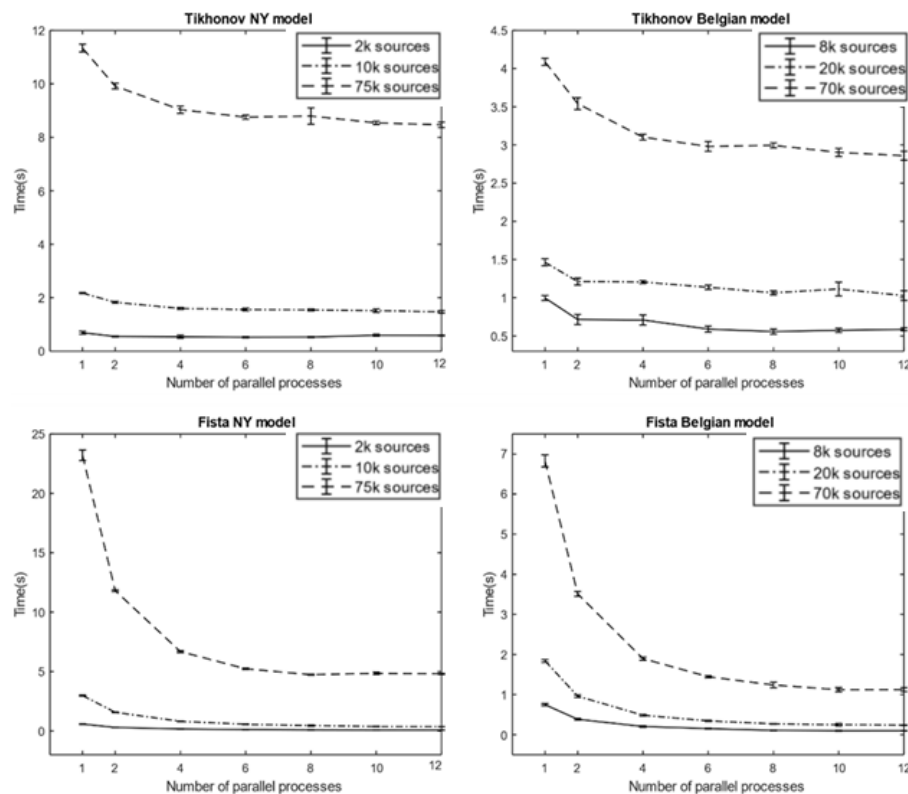 Tikhonov NY model
2k sources
10k sources
75k sources
12
10
8
6
4
2
0
Time(s)
1 2 4 6 8 10 12
Number of parallel processes
Tikhonov Belgian model
8k sources
20k sources
70k sources
4.5
4
3.5
3
2.5
2
1.5
1
0.5
Time(s)
1 2 4 6 8 10 12
Number of parallel processes
Fista NY model
2k sources
10k sources
75k sources
25
20
15
10
5
0
Time(s)
1 2 4 6 8 10 12
Number of parallel processes
Fista Belgian model
8k sources
20k sources
70k sources
7
6
5
4
3
2
1
0
Time(s)
1 2 4 6 8 10 12
Number of parallel processes